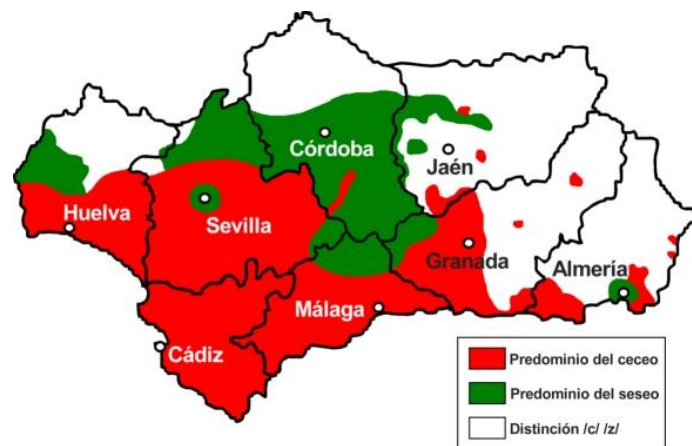 Córdoba
Jaén
Huelva
Sevilla
Granada
Almería
Málaga
Cádiz
Predominio del ceceo
Predominio del seseo
Distinción /c/ /z/